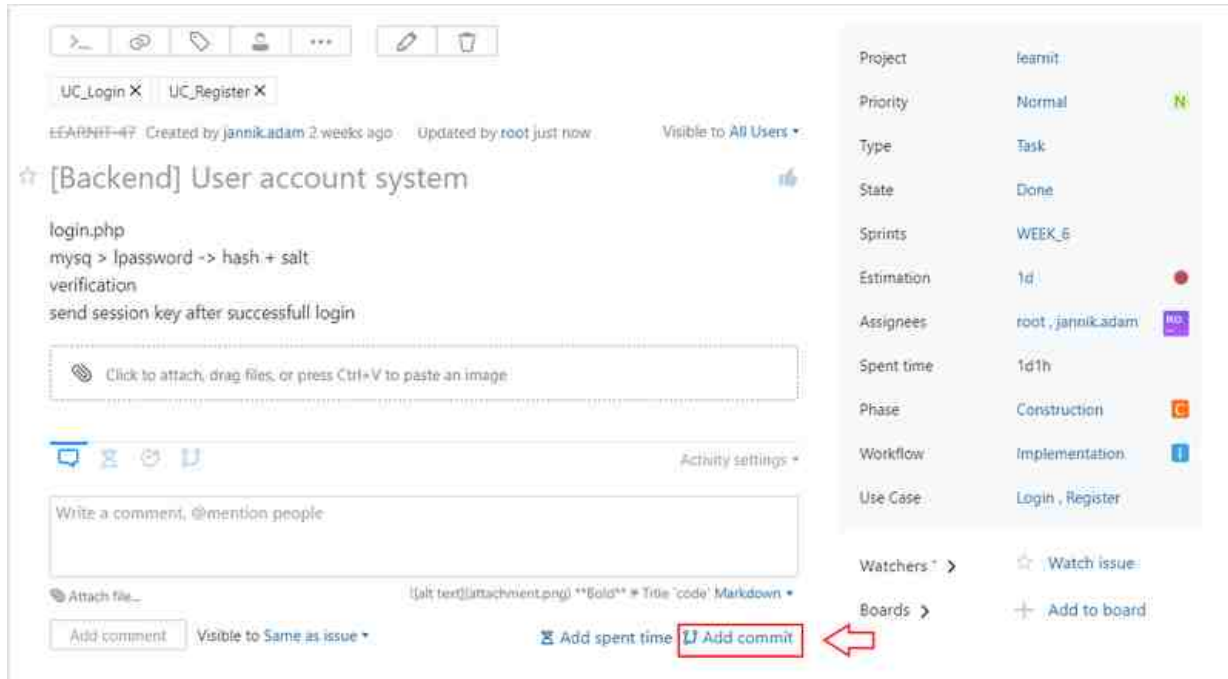 >_
UC_Login ✕ UC_Register ✕
LEARNIT-47 Created by jannik.adam 2 weeks ago Updated by root just now Visible to All Users
[Backend] User account system
login.php
mysq > lpassword -> hash + salt
verification
send session key after successfull login
Click to attach, drag files, or press Ctrl+V to paste an image
Activity settings
Write a comment, @mention people
Attach file...
![alt text](attachment.png) **Bold** # Title `code` Markdown
Add comment Visible to Same as issue Add spent time Add commit
Project learnit
Priority Normal N
Type Task
State Done
Sprints WEEK_6
Estimation 1d
Assignees root , jannik.adam RO
Spent time 1d1h
Phase Construction C
Workflow Implementation I
Use Case Login , Register
Watchers * > Watch issue
Boards > Add to board